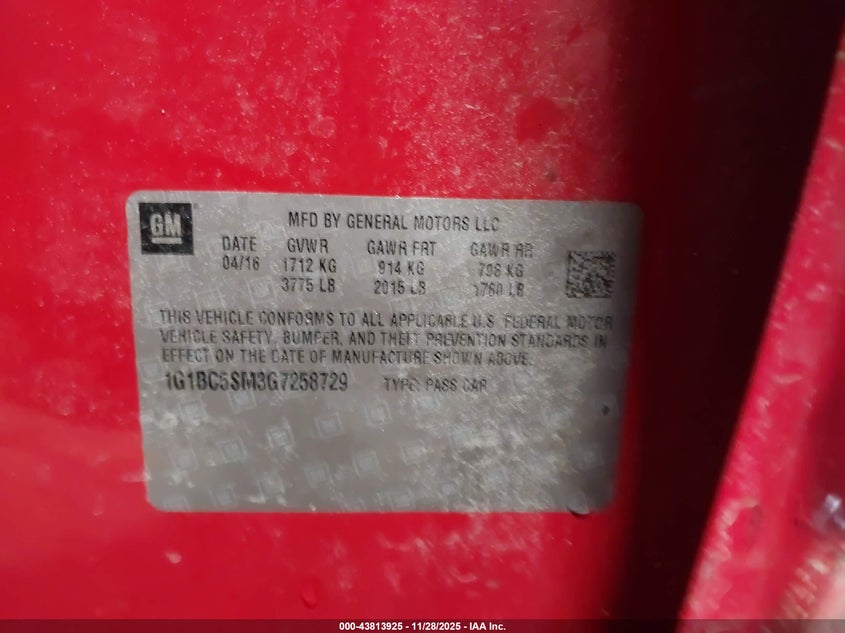 GM
MFD BY GENERAL MOTORS LLC
DATE GVWR GAWR FRT GAWR RR
04/16 1712 KG 914 KG 798 KG
3775 LB 2015 LB 1760 LB
THIS VEHICLE CONFORMS TO ALL APPLICABLE U.S. FEDERAL MOTOR
VEHICLE SAFETY, BUMPER, AND THEFT PREVENTION STANDARDS IN
EFFECT ON THE DATE OF MANUFACTURE SHOWN ABOVE.
1G1BC5SM3G7258729 TYPE: PASS CAR
000-43813925 - 11/28/2025 - IAA Inc.